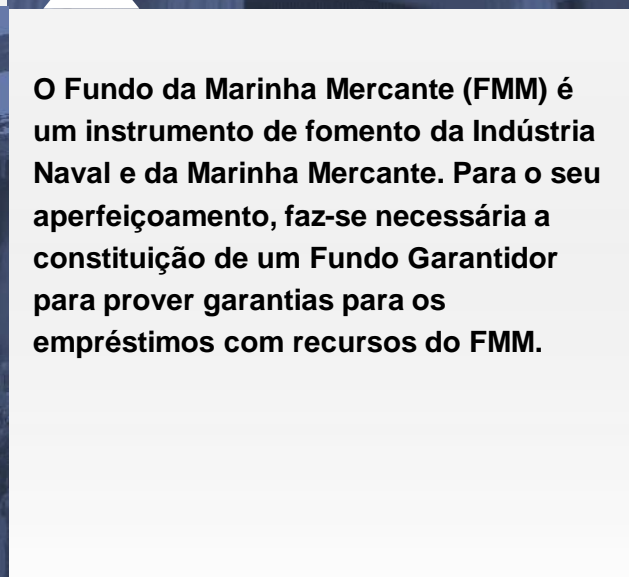 O Fundo da Marinha Mercante (FMM) é
um instrumento de fomento da Indústria
Naval e da Marinha Mercante. Para o seu
aperfeiçoamento, faz-se necessária a
constituição de um Fundo Garantidor
para prover garantias para os
empréstimos com recursos do FMM.